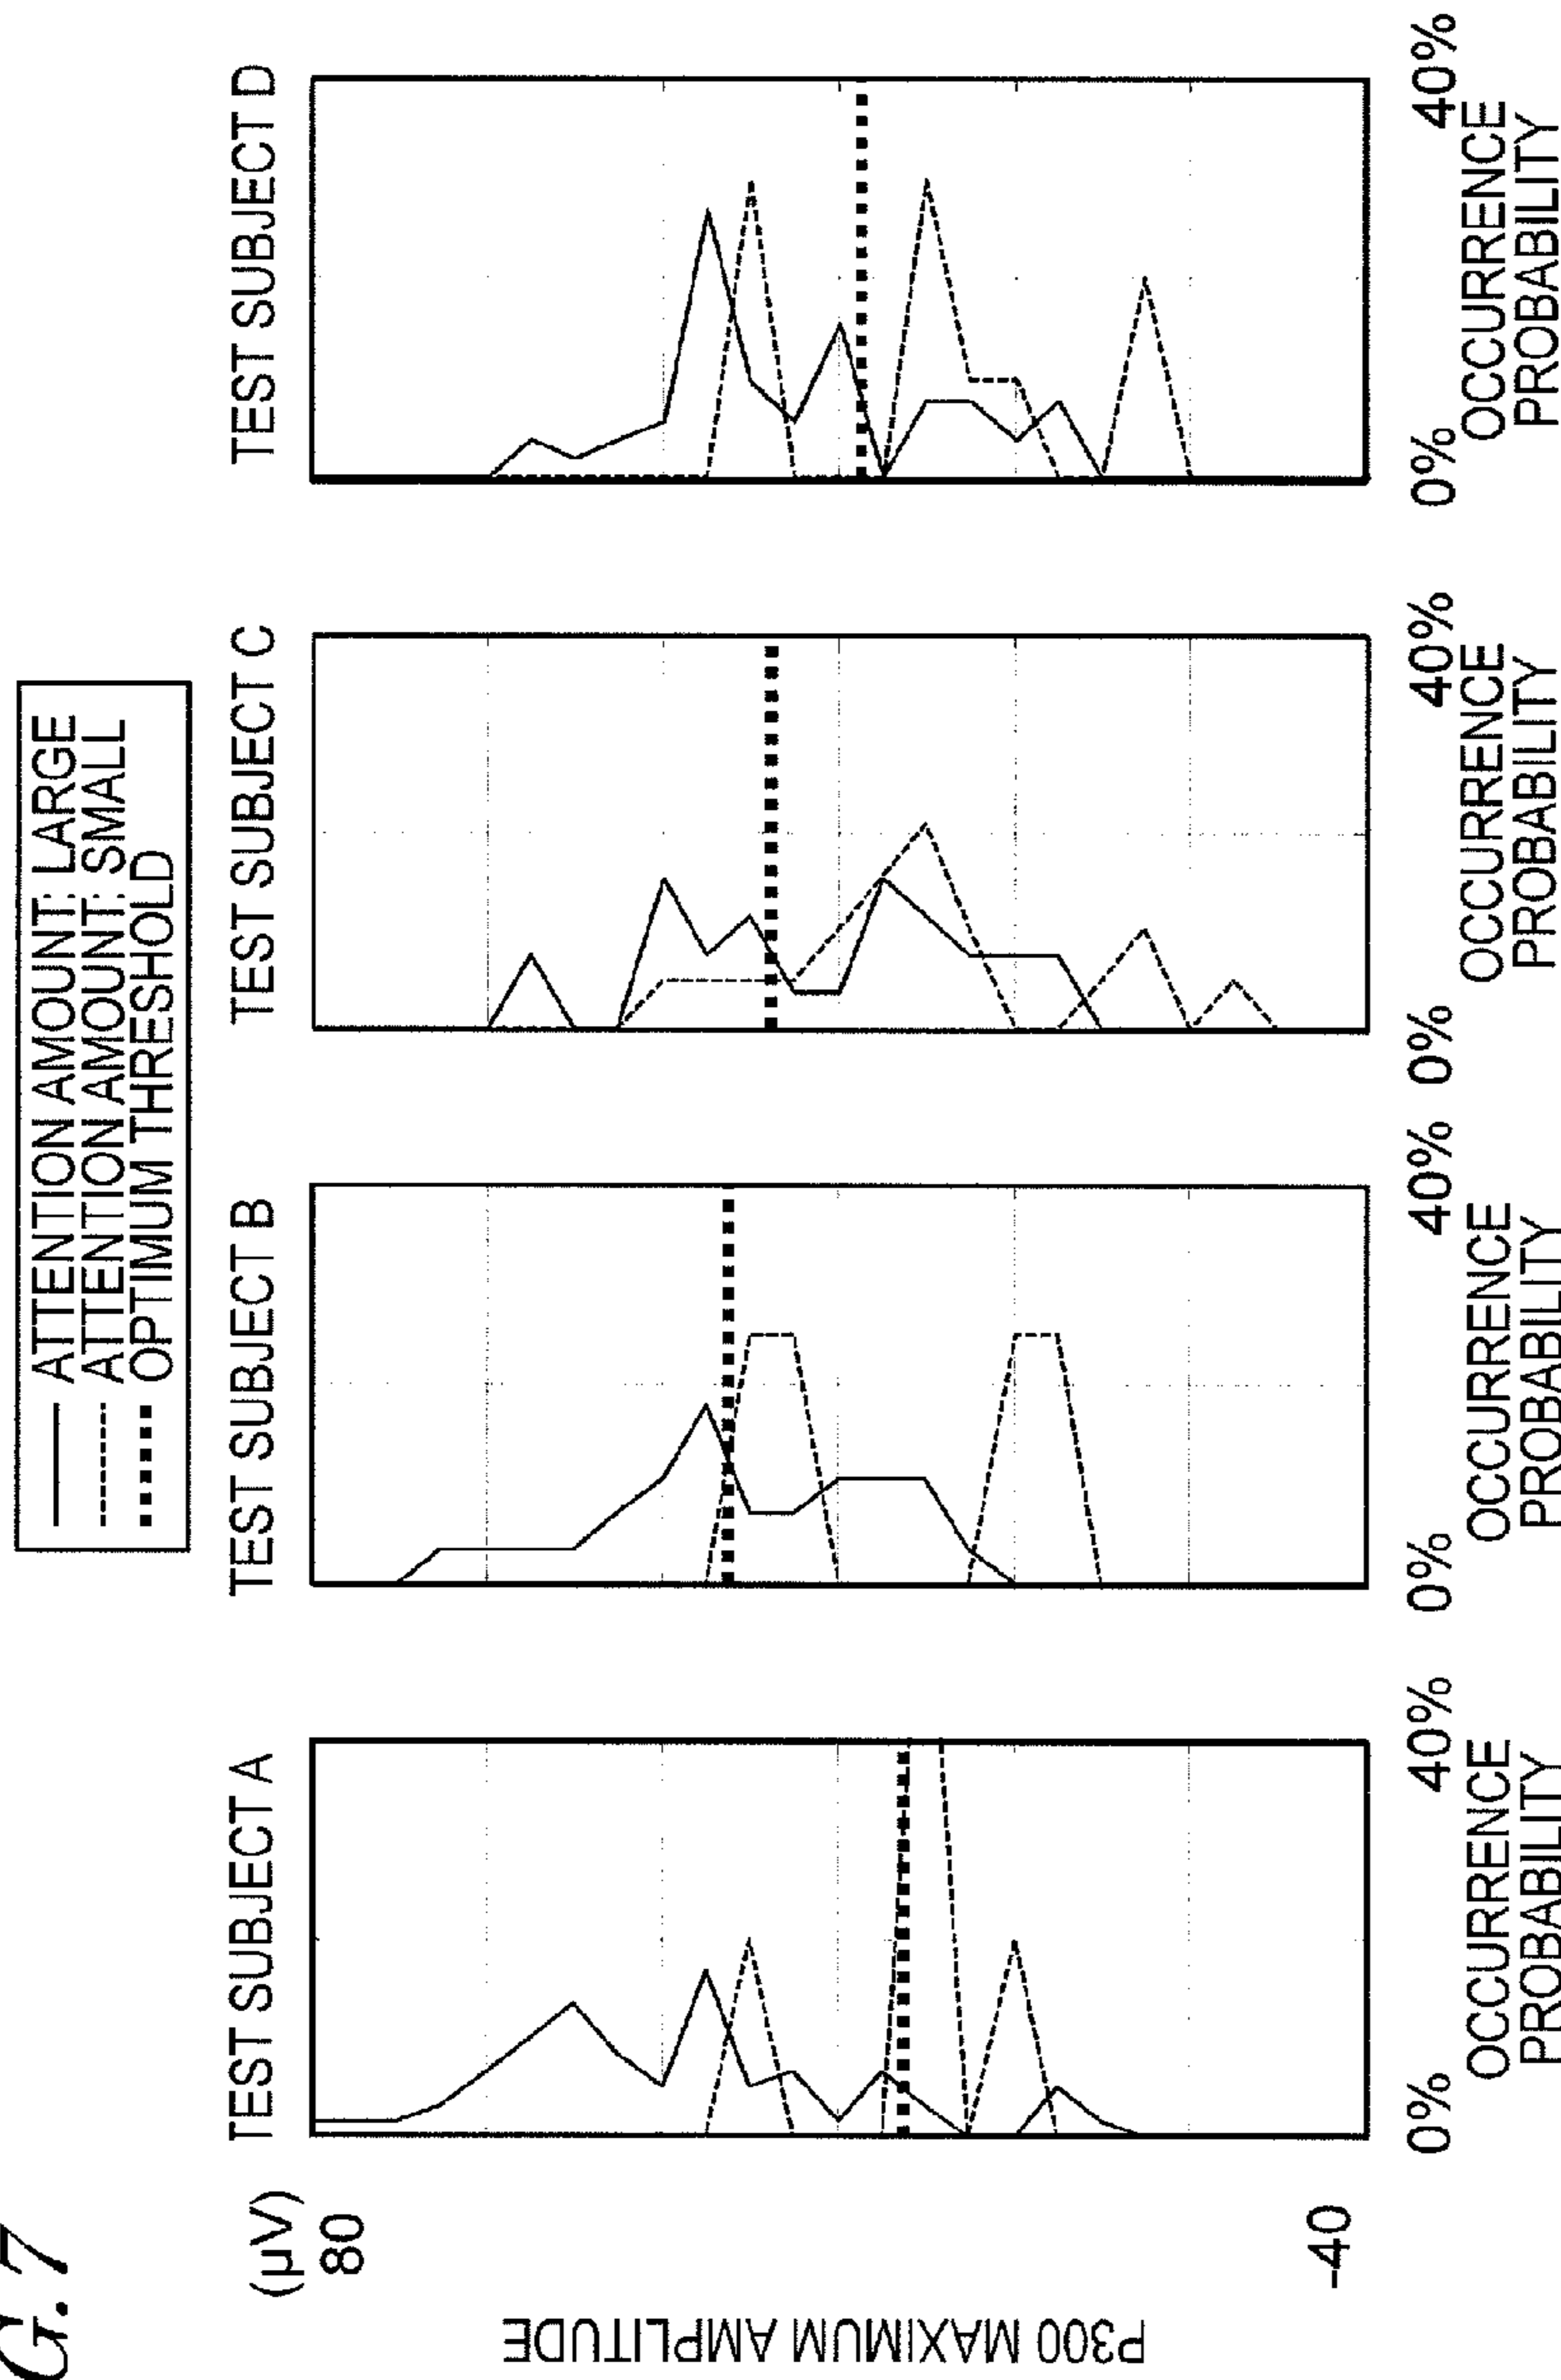 G. 7
ATTENTION AMOUNT: LARGE
ATTENTION AMOUNT: SMALL
OPTIMUM THRESHOLD
TEST SUBJECT A
TEST SUBJECT B
TEST SUBJECT C
TEST SUBJECT D
(µV)
80
-40
P300 MAXIMUM AMPLITUDE
0% 40%
OCCURRENCE
PROBABILITY
0% 40%
OCCURRENCE
PROBABILITY
0% 40%
OCCURRENCE
PROBABILITY
0% 40%
OCCURRENCE
PROBABILITY